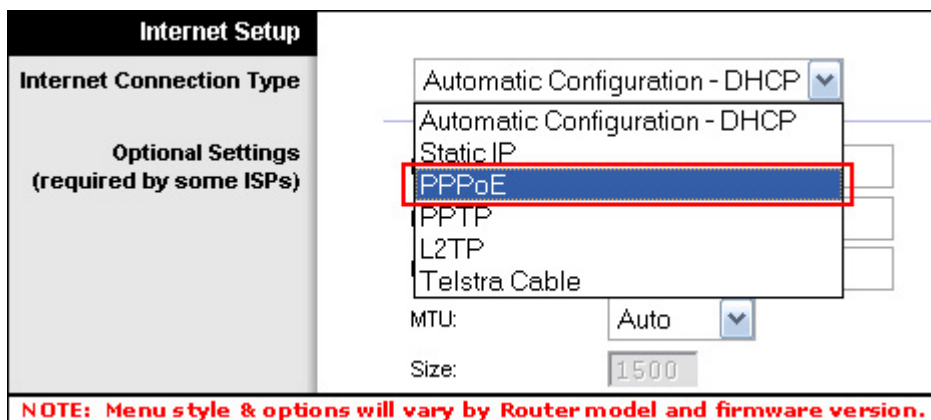 Internet Setup
Internet Connection Type
Automatic Configuration - DHCP
Automatic Configuration - DHCP
Static IP
PPPoE
PPTP
L2TP
Telstra Cable
Optional Settings
(required by some ISPs)
MTU:
Auto
Size:
1500
NOTE: Menu style & options will vary by Router model and firmware version.